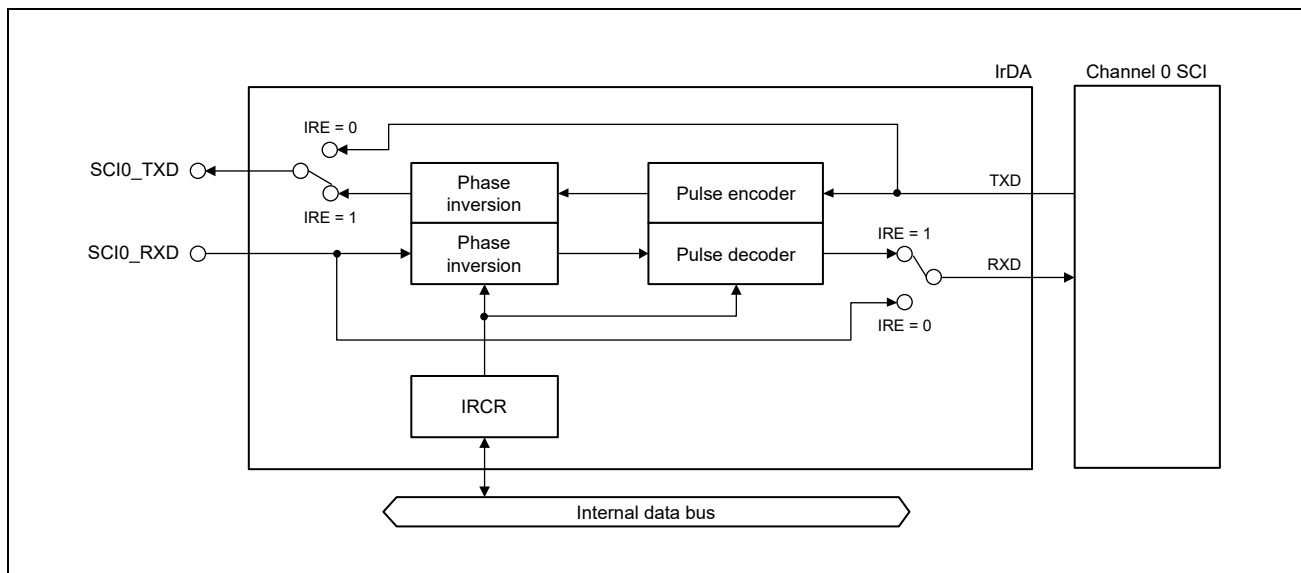 IrDA
Channel 0 SCI
IRE = 0
SCI0_TXD
Phase
inversion
Pulse encoder
TXD
IRE = 1
SCI0_RXD
Phase
inversion
Pulse decoder
IRE = 1
RXD
IRE = 0
IRCR
Internal data bus